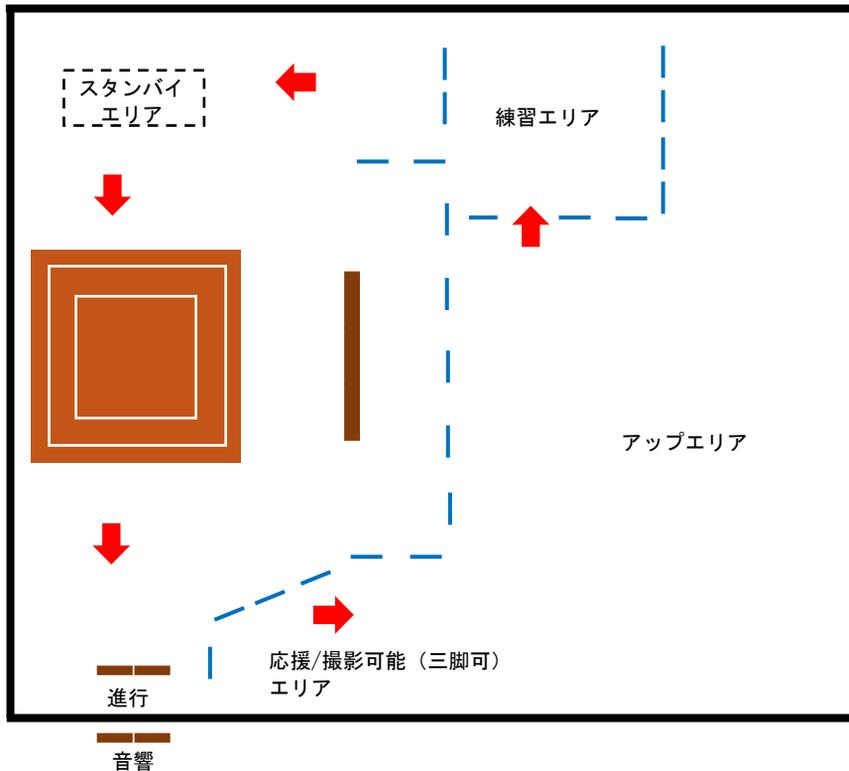 スタンバイ
エリア
練習エリア
アップエリア
応援/撮影可能（三脚可）
エリア
進行
音響